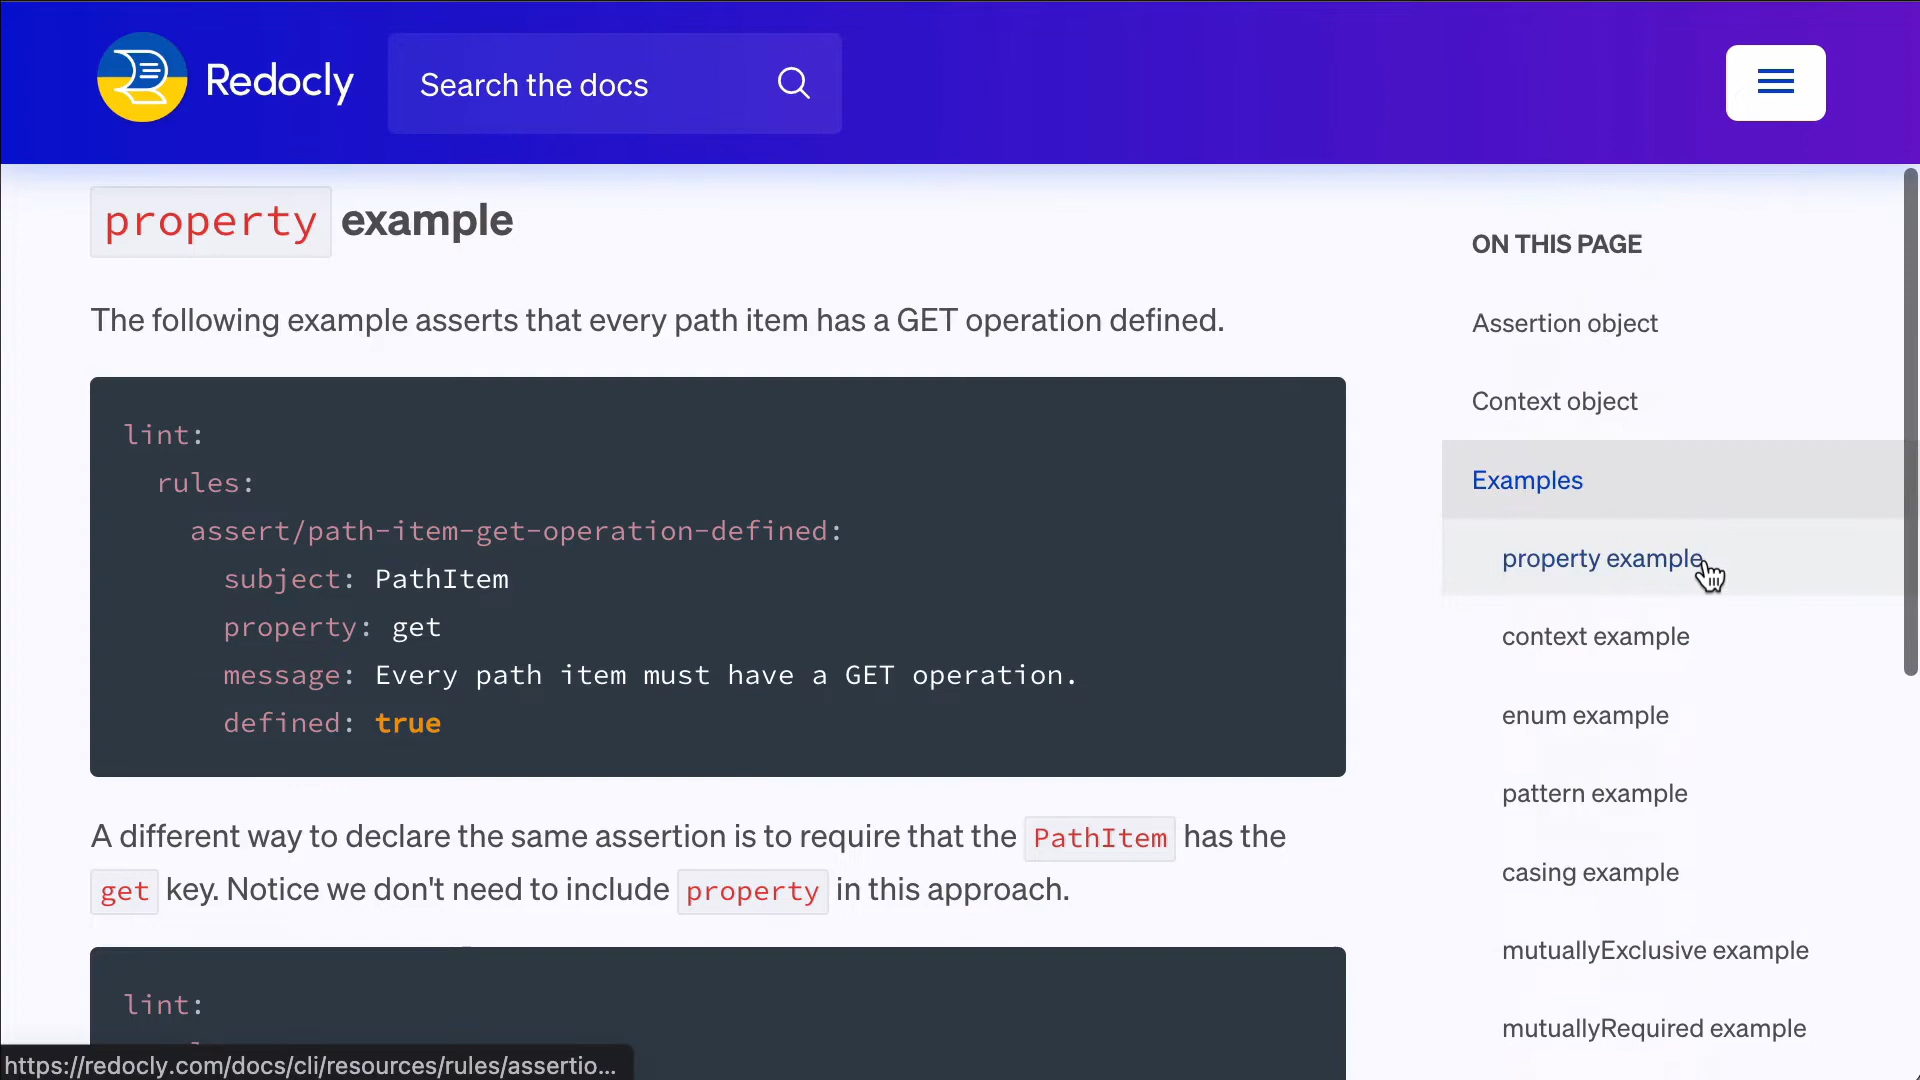 Redocly
Search the docs
property example
The following example asserts that every path item has a GET operation defined.
lint:
  rules:
    assert/path-item-get-operation-defined:
      subject: PathItem
      property: get
      message: Every path item must have a GET operation.
      defined: true
A different way to declare the same assertion is to require that the PathItem has the
get key. Notice we don't need to include property in this approach.
lint:
https://redocly.com/docs/cli/resources/rules/assertio...
ON THIS PAGE
Assertion object
Context object
Examples
property example
context example
enum example
pattern example
casing example
mutuallyExclusive example
mutuallyRequired example